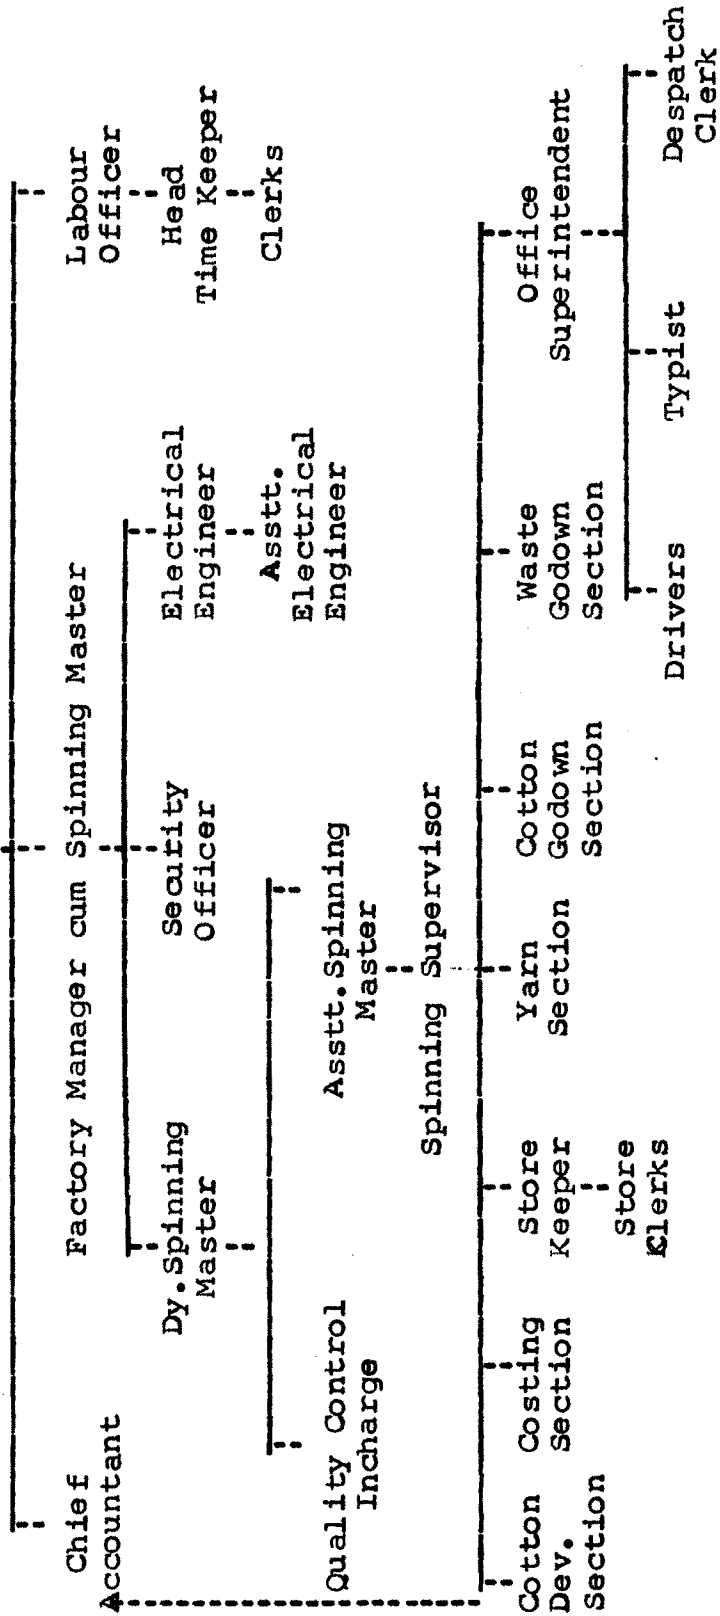 Chief
Accountant
Factory Manager cum Spinning Master
Labour
Officer
Head
Time Keeper
Clerks
Dy.Spinning
Master
Security
Officer
Electrical
Engineer
Asstt.
Electrical
Engineer
Quality Control
Incharge
Asstt.Spinning
Master
Spinning Supervisor
Cotton
Dev.
Section
Costing
Section
Store
Keeper
Store
Clerks
Yarn
Section
Cotton
Godown
Section
Waste
Godown
Section
Office
Superintendent
Drivers
Typist
Despatch
Clerk